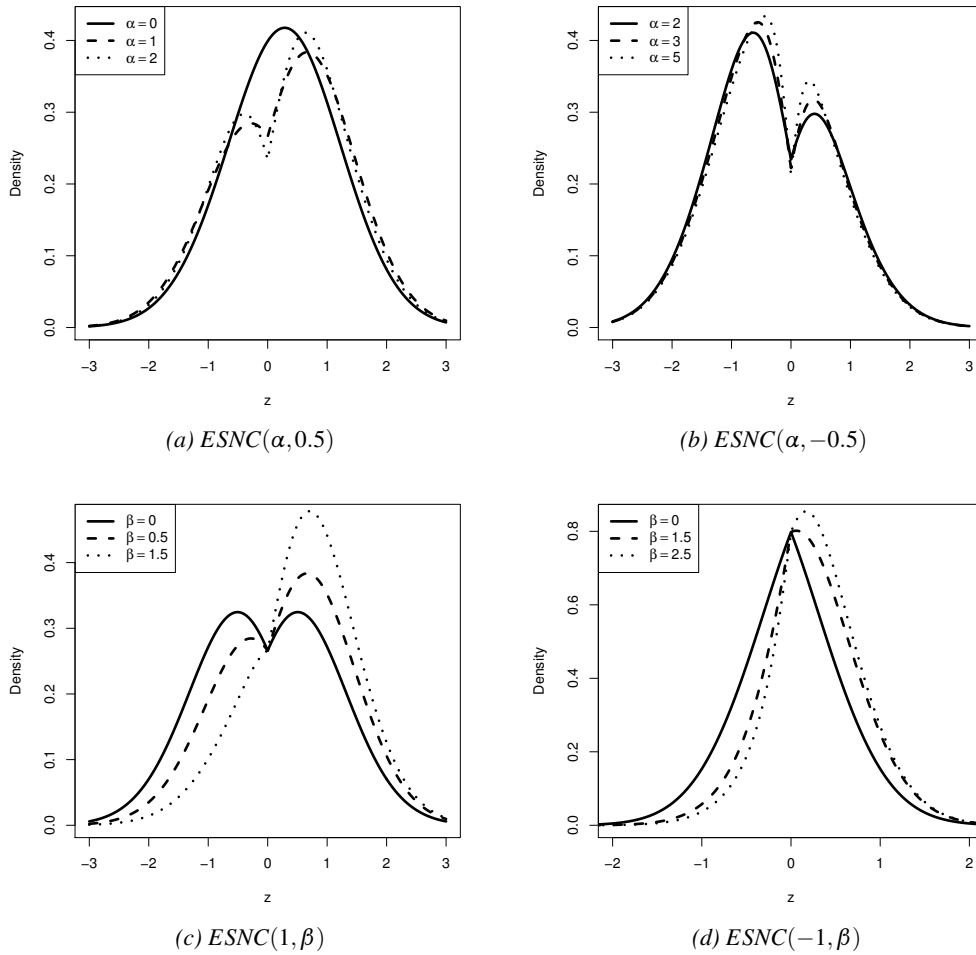 α = 0
α = 1
α = 2
Density
0.0 0.1 0.2 0.3 0.4
−3 −2 −1 0 1 2 3
z
(a) ESNC(α, 0.5)
α = 2
α = 3
α = 5
Density
0.0 0.1 0.2 0.3 0.4
−3 −2 −1 0 1 2 3
z
(b) ESNC(α, −0.5)
β = 0
β = 0.5
β = 1.5
Density
0.0 0.1 0.2 0.3 0.4
−3 −2 −1 0 1 2 3
z
(c) ESNC(1, β)
β = 0
β = 1.5
β = 2.5
Density
0.0 0.2 0.4 0.6 0.8
−2 −1 0 1 2
z
(d) ESNC(−1, β)